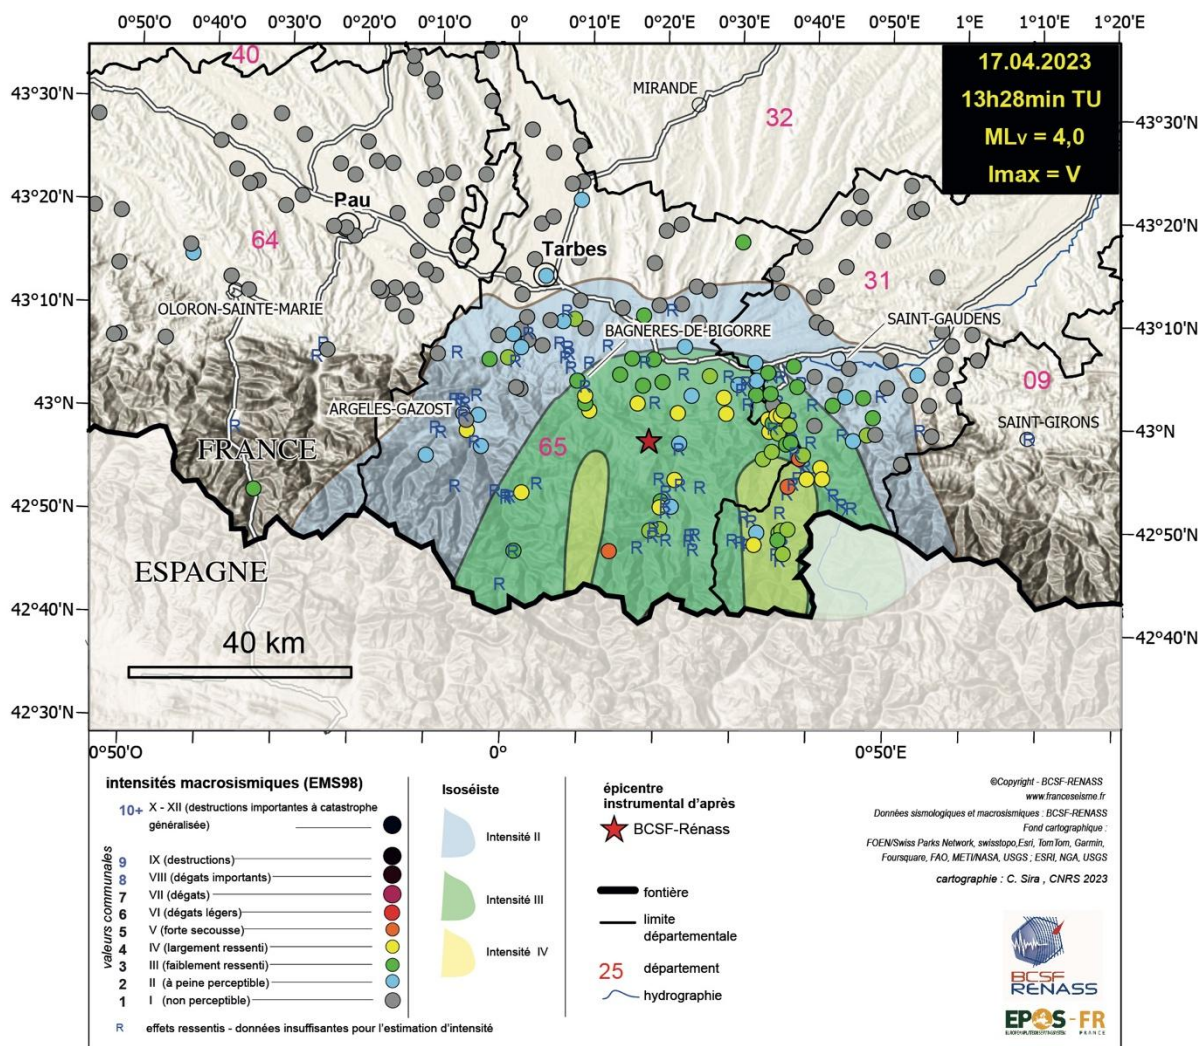 0°50'O 0°40'O 0°30'O 0°20'O 0°10'O 0° 0°10'E 0°20'E 0°30'E 0°40'E 0°50'E 1°E 1°10'E 1°20'E
40
17.04.2023
13h28min TU
MLv = 4,0
Imax = V
MIRANDE
43°30'N
43°30'N
32
43°20'N
43°20'N
Pau
64
Tarbes
31
43°10'N
43°10'N
OLORON-SAINTE-MARIE
SAINT-GAUDENS
BAGNERES-DE-BIGORRE
09
43°N
43°N
ARGELES-GAZOST
SAINT-GIRONS
FRANCE
65
42°50'N
42°50'N
ESPAGNE
42°40'N
42°40'N
40 km
42°30'N
0°50'O 0° 0°50'E
intensités macrosismiques (EMS98)
valeurs communales
10+ X - XII (destructions importantes à catastrophe
généralisée)
9 IX (destructions)
8 VIII (dégats importants)
7 VII (dégats)
6 VI (dégats légers)
5 V (forte secousse)
4 IV (largement ressenti)
3 III (faiblement ressenti)
2 II (à peine perceptible)
1 I (non perceptible)
R effets ressentis - données insuffisantes pour l'estimation d'intensité
Isoséiste
Intensité II
Intensité III
Intensité IV
épicentre
instrumental d'après
BCSF-Rénass
fontière
limite
départementale
25 département
hydrographie
©Copyright - BCSF-RENASS
www.franceseisme.fr
Données sismologiques et macrosismiques : BCSF-RENASS
Fond cartographique :
FOEN/Swiss Parks Network, swisstopo,Esri, TomTom, Garmin,
Foursquare, FAO, METI/NASA, USGS ; ESRI, NGA, USGS
cartographie : C. Sira , CNRS 2023
BCSF
RENASS
EPOS-FR
FRANCE